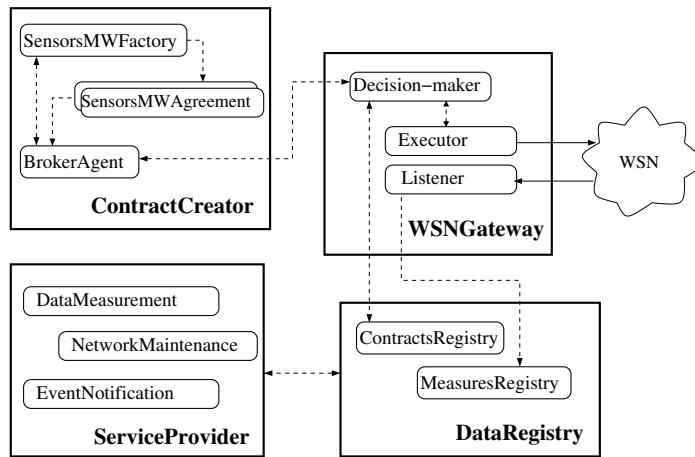 SensorsMWFactory
SensorsMWAgreement
BrokerAgent
ContractCreator
Decision−maker
Executor
Listener
WSNGateway
WSN
DataMeasurement
NetworkMaintenance
EventNotification
ServiceProvider
ContractsRegistry
MeasuresRegistry
DataRegistry